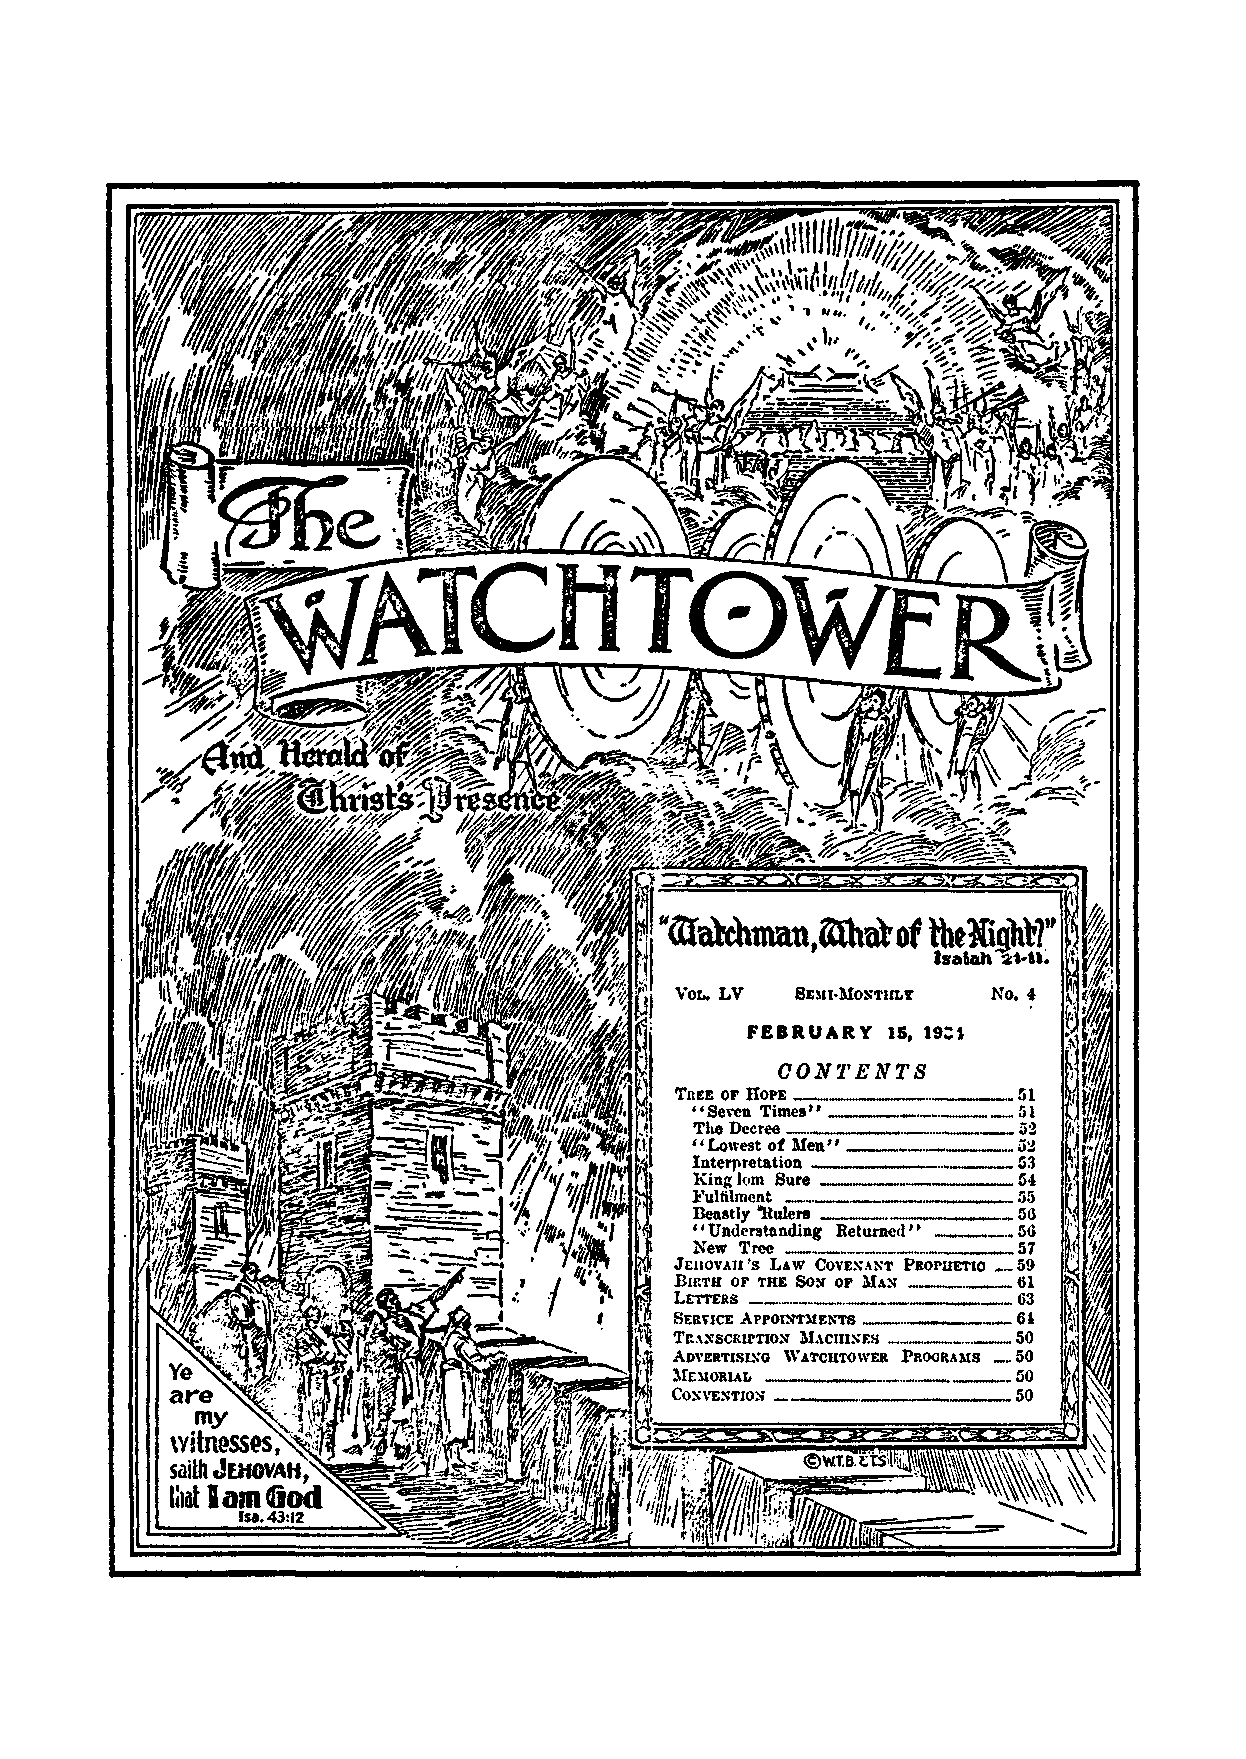 The
WATCHTOWER
And Herald of
Christ's Presence
"Watchman, What of the Night?"
Isaiah 21-11.
VOL. LV SEMI-MONTHLY No. 4
FEBRUARY 15,
CONTENTS
TREE OF HOPE 51
"Seven Times" 51
The Decree 52
"Lowest of Men" 52
Interpretation 53
Kingdom Sure 54
Fulfilment 55
Beastly Rulers 56
"Understanding Returned" 56
New Tree 57
JEHOVAH'S LAW COVENANT PROPHETIC 59
BIRTH OF THE SON OF MAN 61
LETTERS 63
SERVICE APPOINTMENTS 64
TRANSCRIPTION MACHINES 50
ADVERTISING WATCHTOWER PROGRAMS 50
MEMORIAL 50
CONVENTION 50
Ye
are
my
witnesses,
saith JEHOVAH,
that I am God
Isa. 43:12
© W.T.B. & T.S.